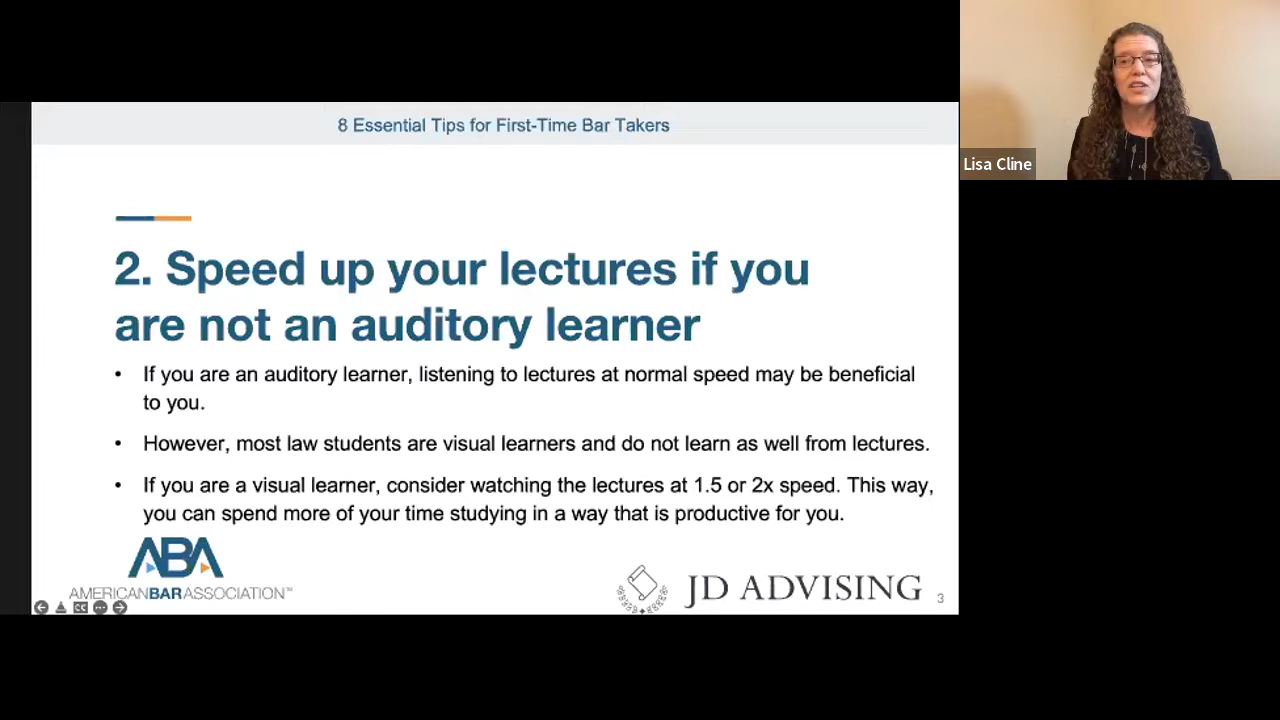 8 Essential Tips for First-Time Bar Takers
Lisa Cline
2. Speed up your lectures if you
are not an auditory learner
• If you are an auditory learner, listening to lectures at normal speed may be beneficial
to you.
• However, most law students are visual learners and do not learn as well from lectures.
• If you are a visual learner, consider watching the lectures at 1.5 or 2x speed. This way,
you can spend more of your time studying in a way that is productive for you.
ABA
AMERICANBARASSOCIATION™
JD ADVISING
3
CC